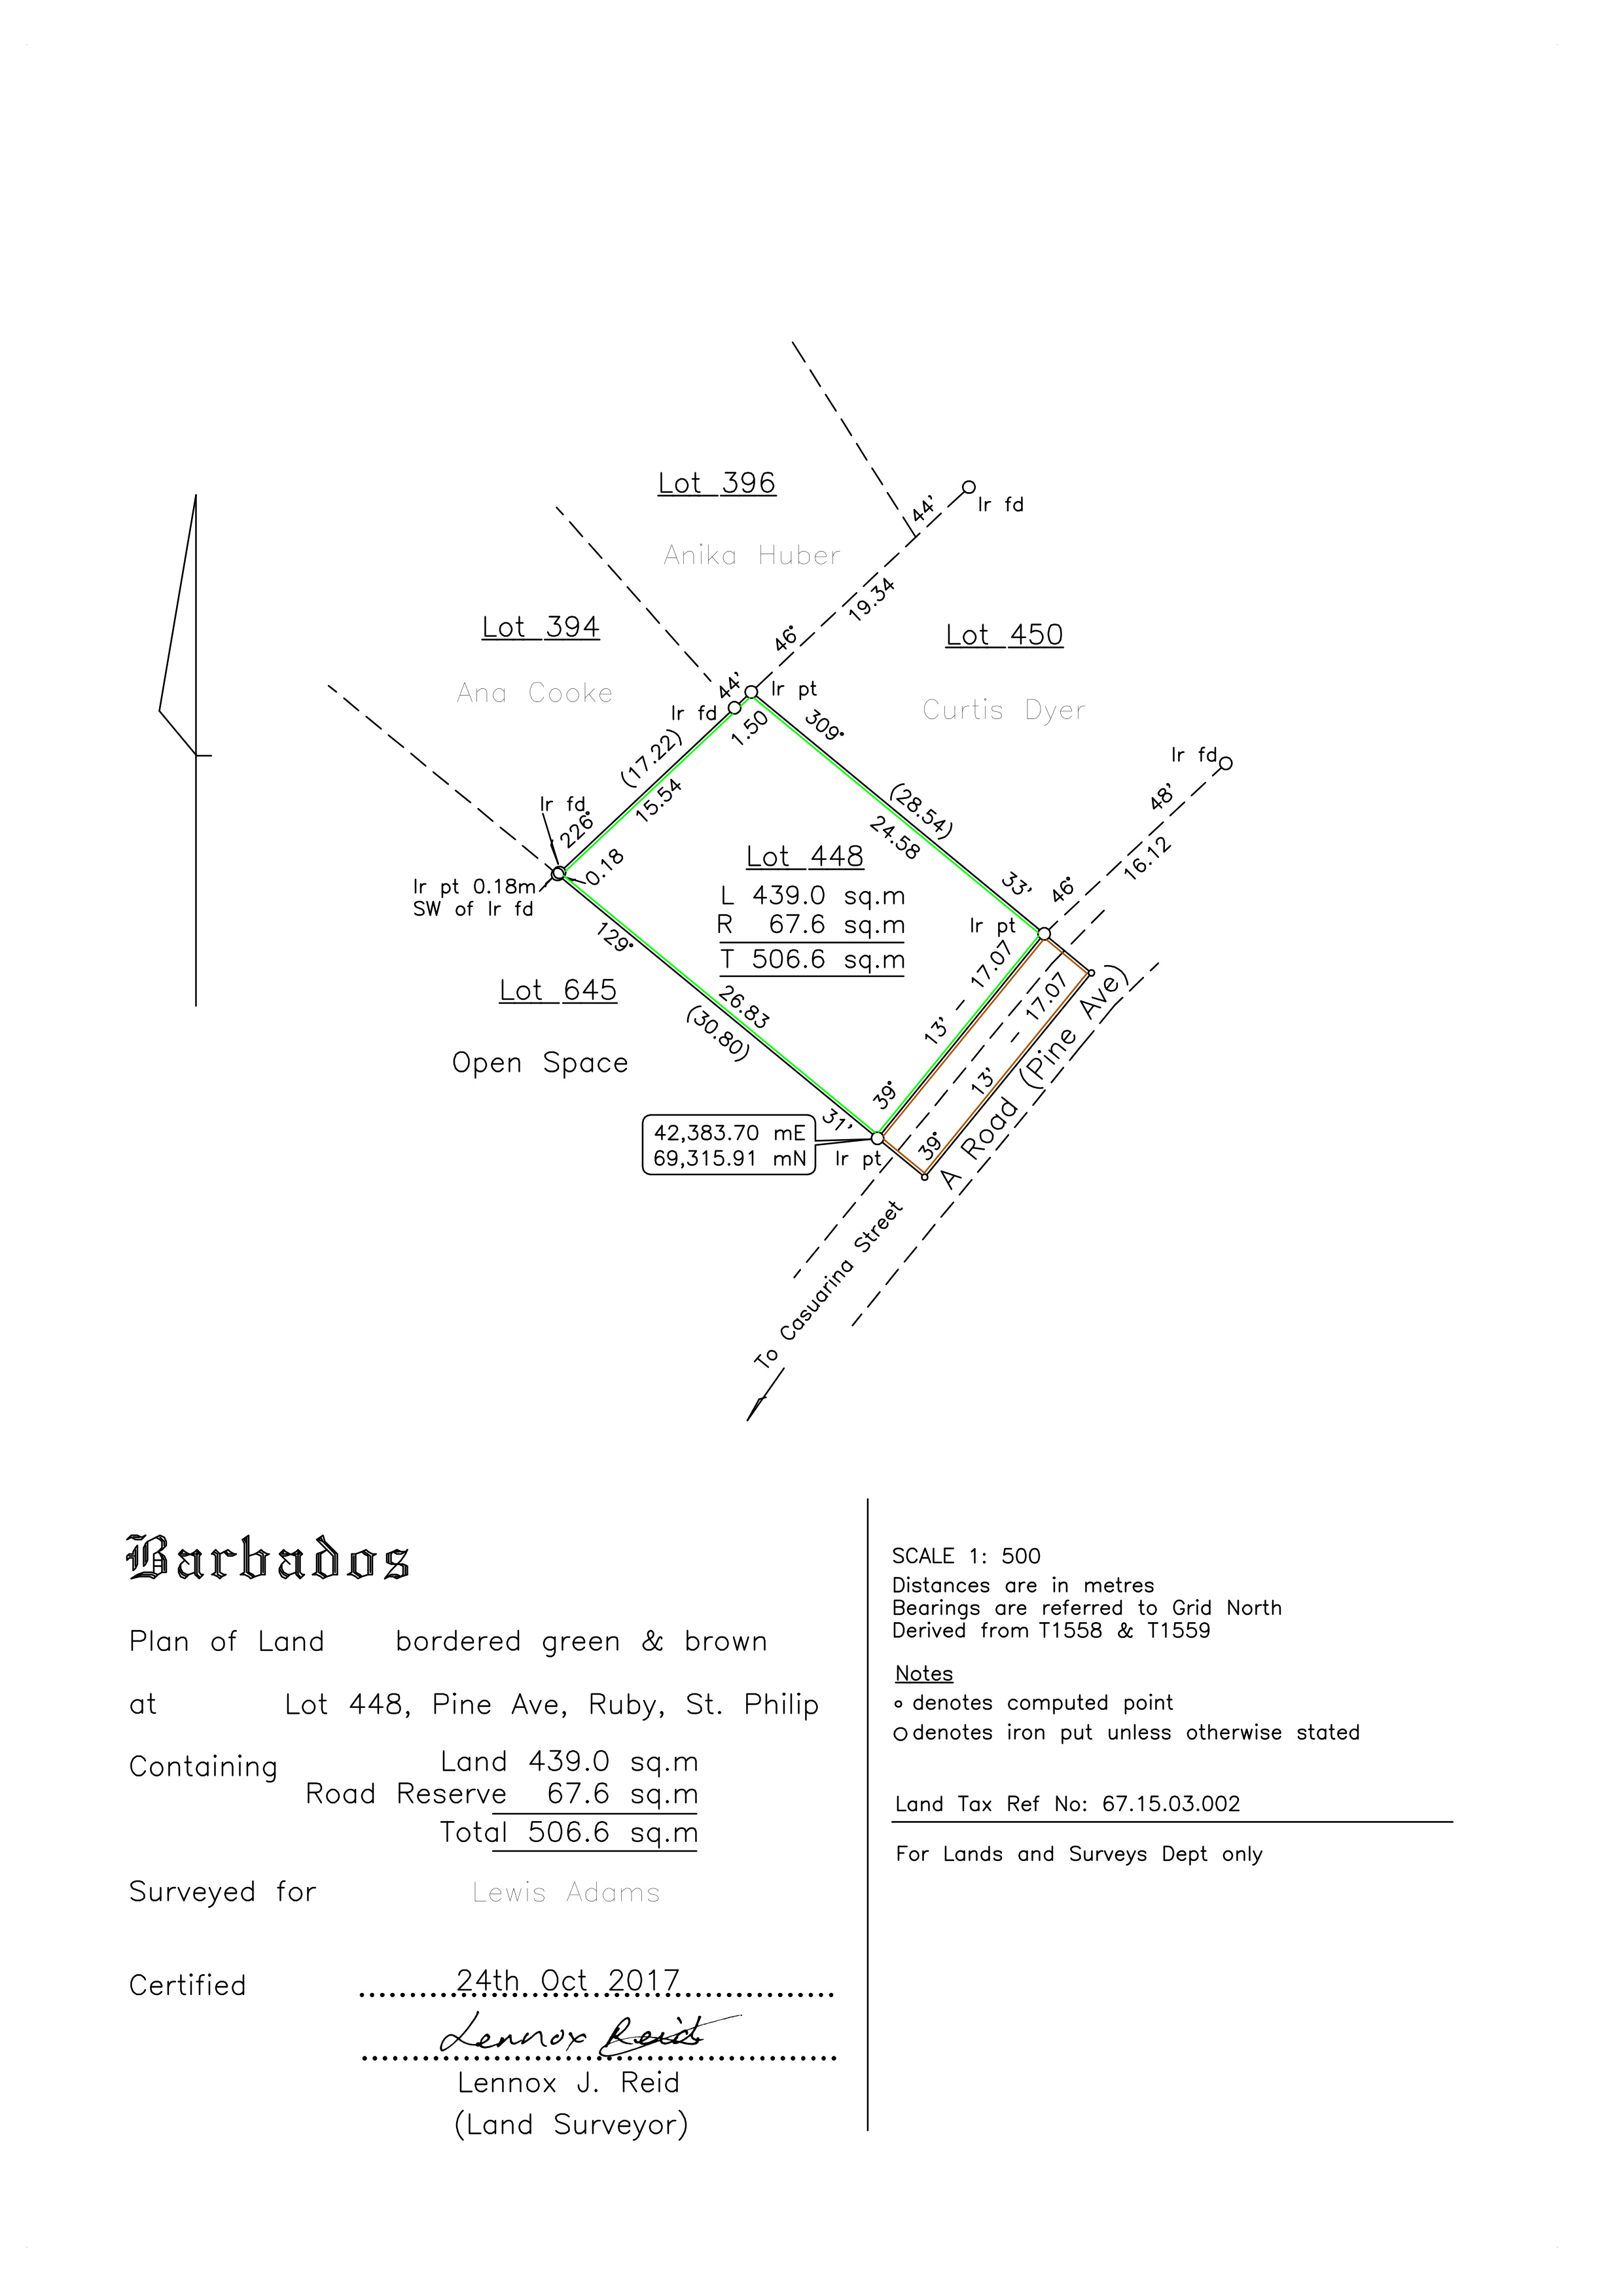 Lot 396
Anika Huber
44'
Ir fd
19.34
46°
Lot 394
Ana Cooke
Lot 450
Curtis Dyer
44'
Ir pt
Ir fd
1.50
309°
(17.22)
15.54
Ir fd
226°
0.18
Ir pt 0.18m
SW of Ir fd
(28.54)
24.58
Ir fd
48'
16.12
33'
46°
Ir pt
Lot 448
L 439.0 sq.m
R 67.6 sq.m
T 506.6 sq.m
129°
Lot 645
Open Space
26.83
(30.80)
13' - 17.07
39°
13' - 17.07
39°
31'
42,383.70 mE
69,315.91 mN
Ir pt
A Road (Pine Ave)
To Casuarina Street
Barbados
Plan of Land bordered green & brown
at Lot 448, Pine Ave, Ruby, St. Philip
Containing Land 439.0 sq.m
Road Reserve 67.6 sq.m
Total 506.6 sq.m
Surveyed for Lewis Adams
Certified 24th Oct 2017
Lennox Reid
Lennox J. Reid
(Land Surveyor)
SCALE 1: 500
Distances are in metres
Bearings are referred to Grid North
Derived from T1558 & T1559
Notes
denotes computed point
denotes iron put unless otherwise stated
Land Tax Ref No: 67.15.03.002
For Lands and Surveys Dept only